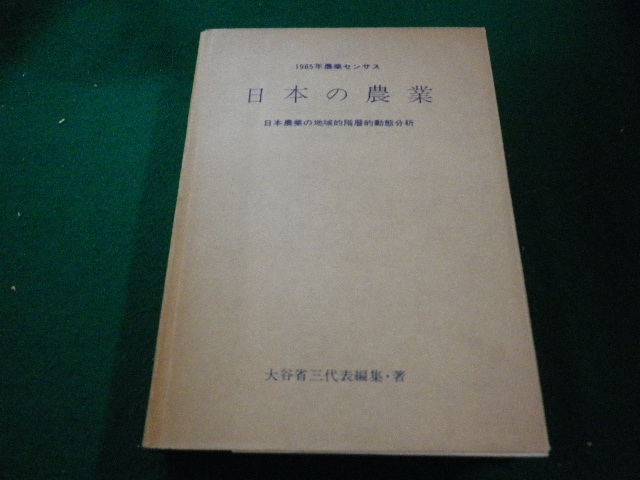 1965年農業センサス
日本の農業
日本農業の地域的階層的動態分析
大谷省三代表編集・著